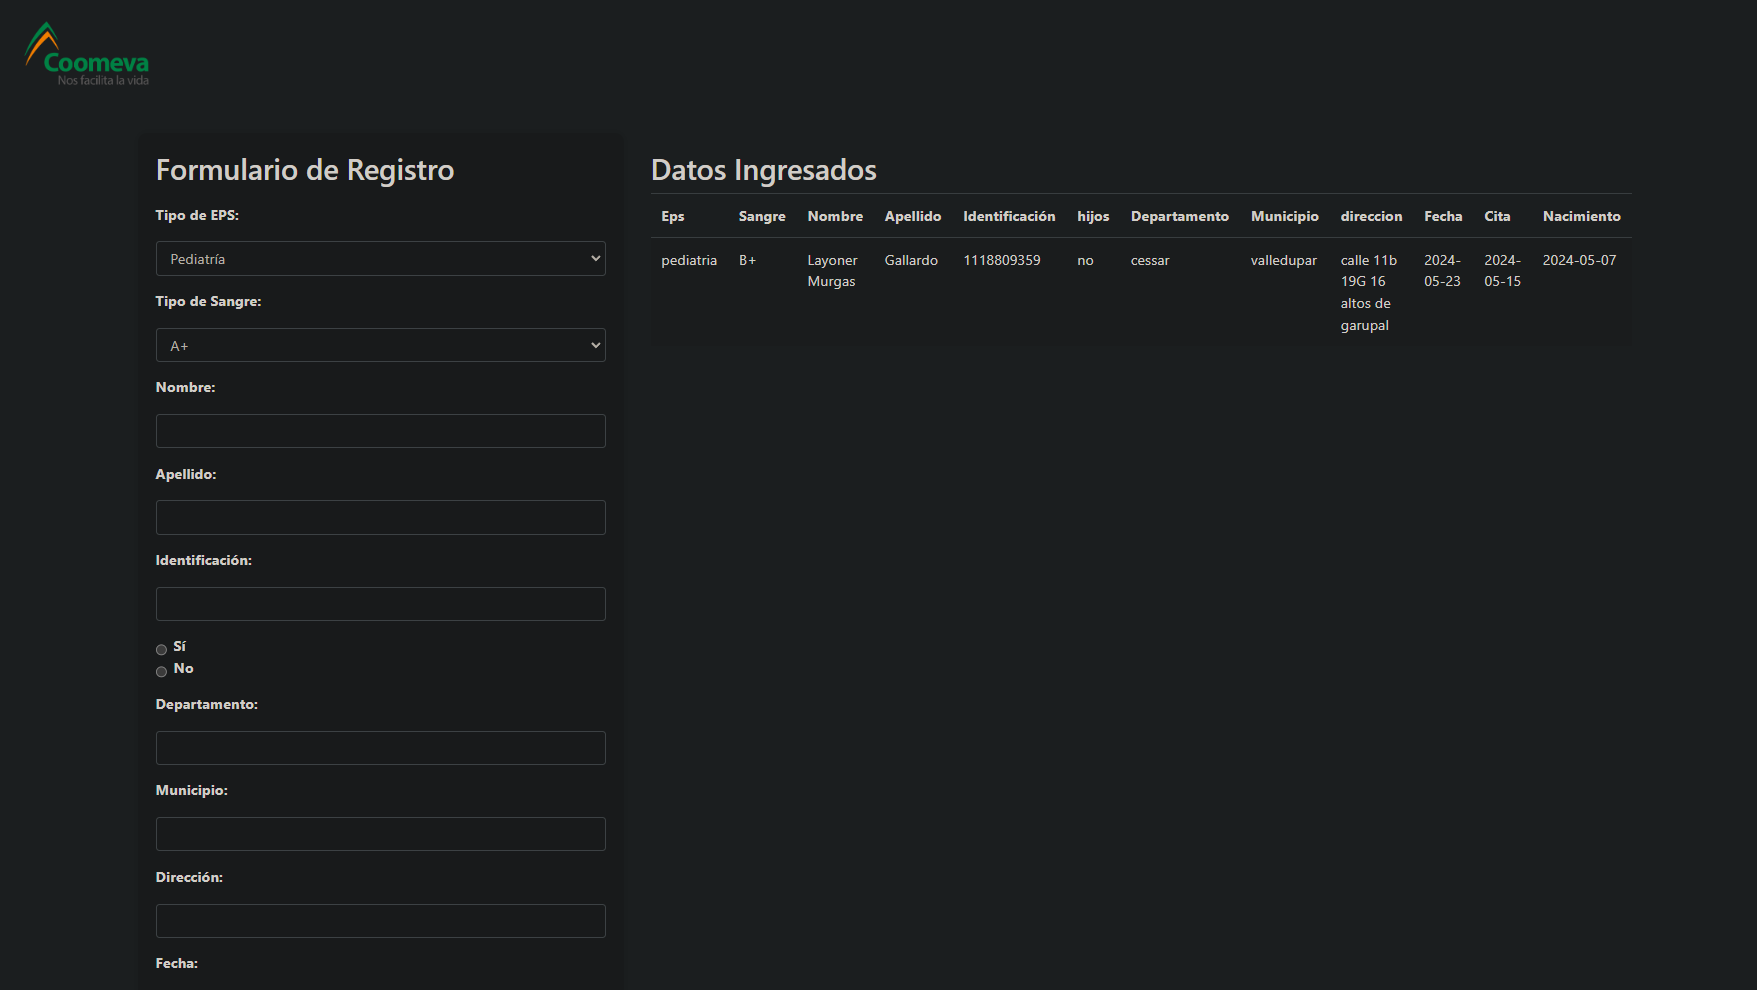 Coomeva
Nos facilita la vida
Formulario de Registro
Tipo de EPS:
Pediatría
Tipo de Sangre:
A+
Nombre:
Apellido:
Identificación:
Sí
No
Departamento:
Municipio:
Dirección:
Fecha:
Datos Ingresados
Eps Sangre Nombre Apellido Identificación hijos Departamento Municipio direccion Fecha Cita Nacimiento
pediatria B+ Layoner Gallardo 1118809359 no cessar valledupar calle 11b 2024- 2024- 2024-05-07
Murgas 19G 16 05-23 05-15
altos de
garupal